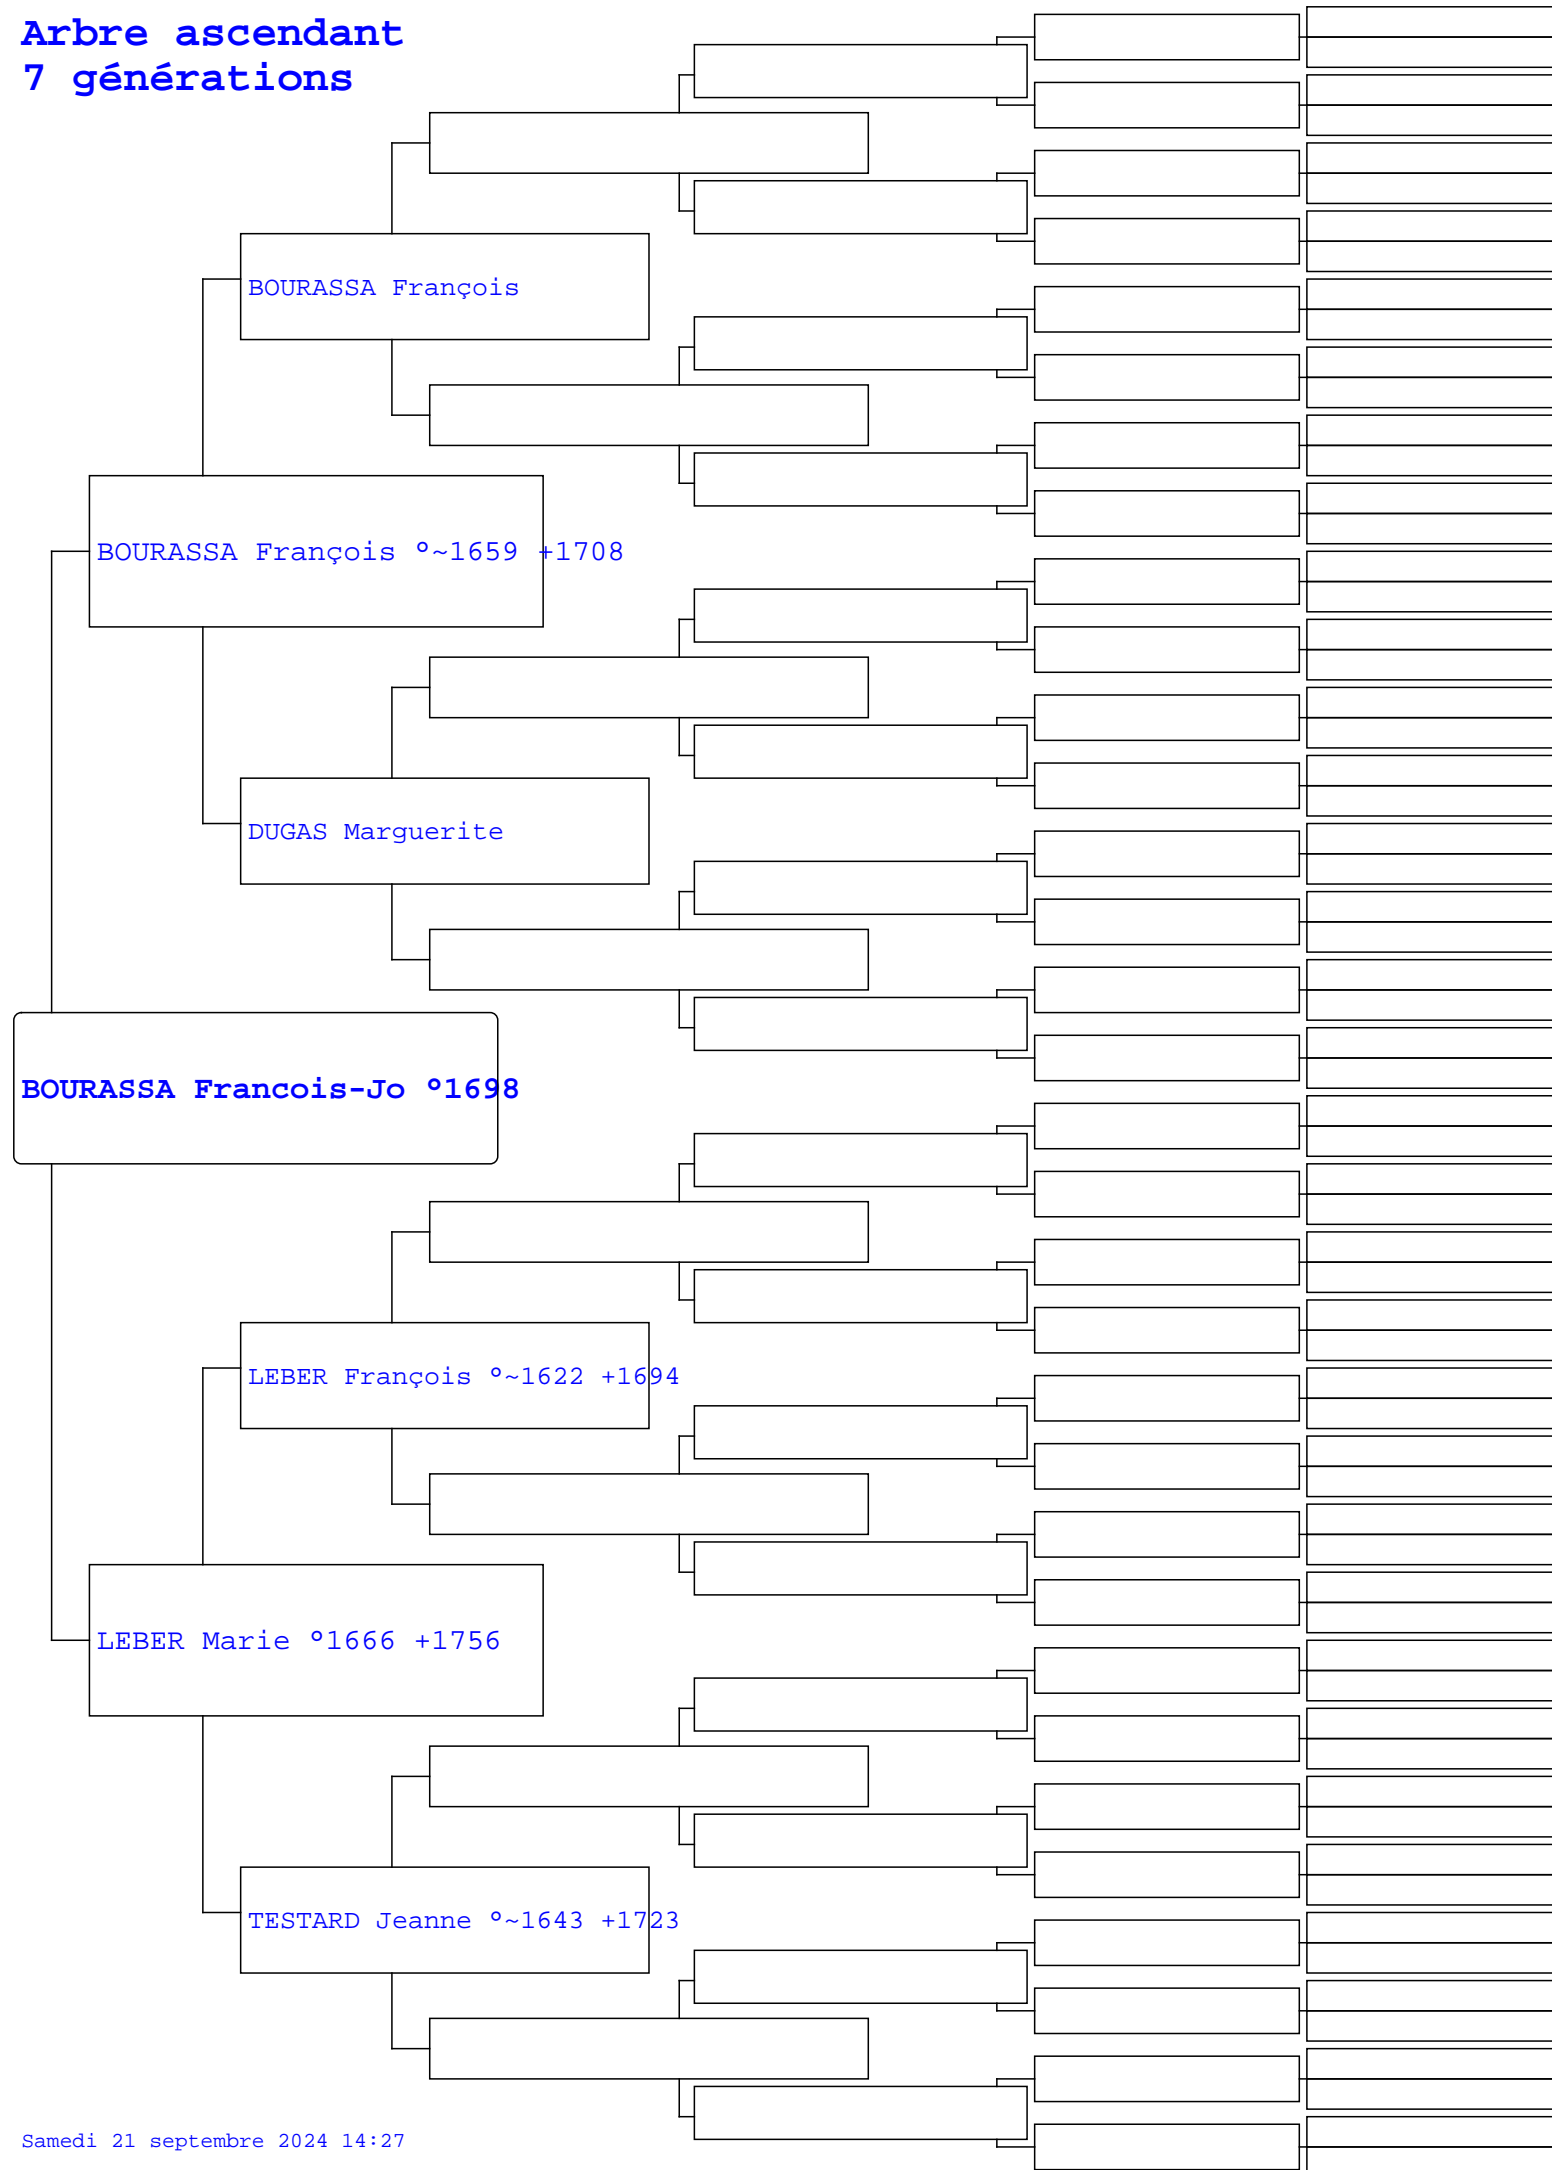 Arbre ascendant
7 générations
BOURASSA François
BOURASSA François °~1659 +1708
DUGAS Marguerite
BOURASSA Francois-Jo °1698
LEBER François °~1622 +1694
LEBER Marie °1666 +1756
TESTARD Jeanne °~1643 +1723
Samedi 21 septembre 2024 14:27